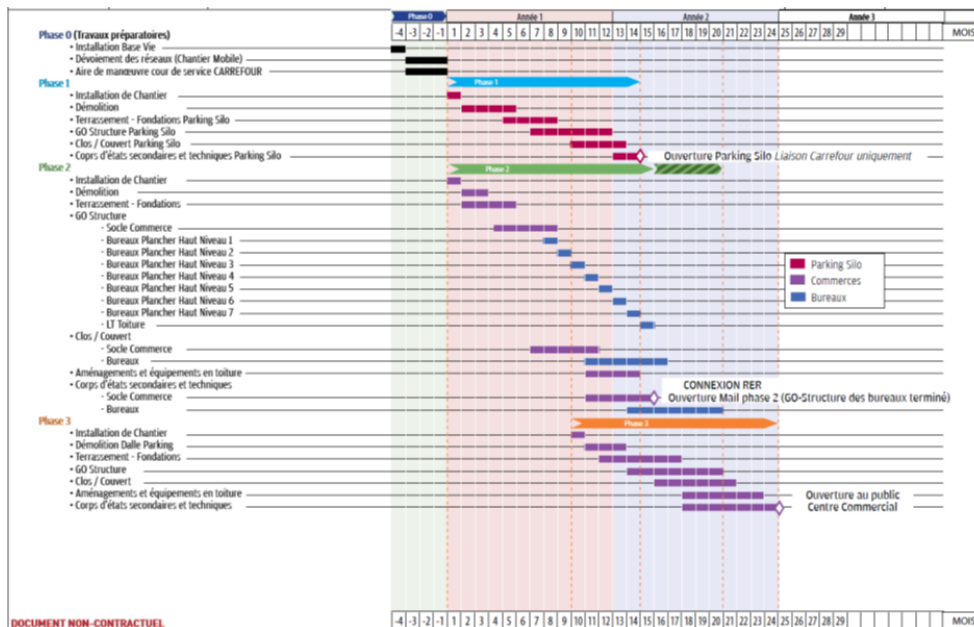 Phase 0 Année 1 Année 2 Année 3
Phase 0 (Travaux préparatoires) -4 -3 -2 -1 1 2 3 4 5 6 7 8 9 10 11 12 13 14 15 16 17 18 19 20 21 22 23 24 25 26 27 28 29 MOIS
• Installation Base Vie
• Dévoiement des réseaux (Chantier Mobile)
• Aire de manœuvre cour de service CARREFOUR
Phase 1 Phase 1
• Installation de Chantier
• Démolition
• Terrassement - Fondations Parking Silo
• GO Structure Parking Silo
• Clos / Couvert Parking Silo
• Coprs d'états secondaires et techniques Parking Silo Ouverture Parking Silo Liaison Carrefour uniquement
Phase 2 Phase 2
• Installation de Chantier
• Démolition
• Terrassement - Fondations
• GO Structure
- Socle Commerce
- Bureaux Plancher Haut Niveau 1
- Bureaux Plancher Haut Niveau 2
- Bureaux Plancher Haut Niveau 3
- Bureaux Plancher Haut Niveau 4
- Bureaux Plancher Haut Niveau 5
- Bureaux Plancher Haut Niveau 6
- Bureaux Plancher Haut Niveau 7
- LT Toiture
Parking Silo
Commerces
Bureaux
• Clos / Couvert
- Socle Commerce
- Bureaux
• Aménagements et équipements en toiture
• Corps d'états secondaires et techniques CONNEXION RER
- Socle Commerce Ouverture Mail phase 2 (GO-Structure des bureaux terminé)
- Bureaux
Phase 3 Phase 3
• Installation de Chantier
• Démolition Dalle Parking
• Terrassement - Fondations
• GO Structure
• Clos / Couvert
• Aménagements et équipements en toiture Ouverture au public
• Corps d'états secondaires et techniques Centre Commercial
DOCUMENT NON-CONTRACTUEL -4 -3 -2 -1 1 2 3 4 5 6 7 8 9 10 11 12 13 14 15 16 17 18 19 20 21 22 23 24 25 26 27 28 29 MOIS